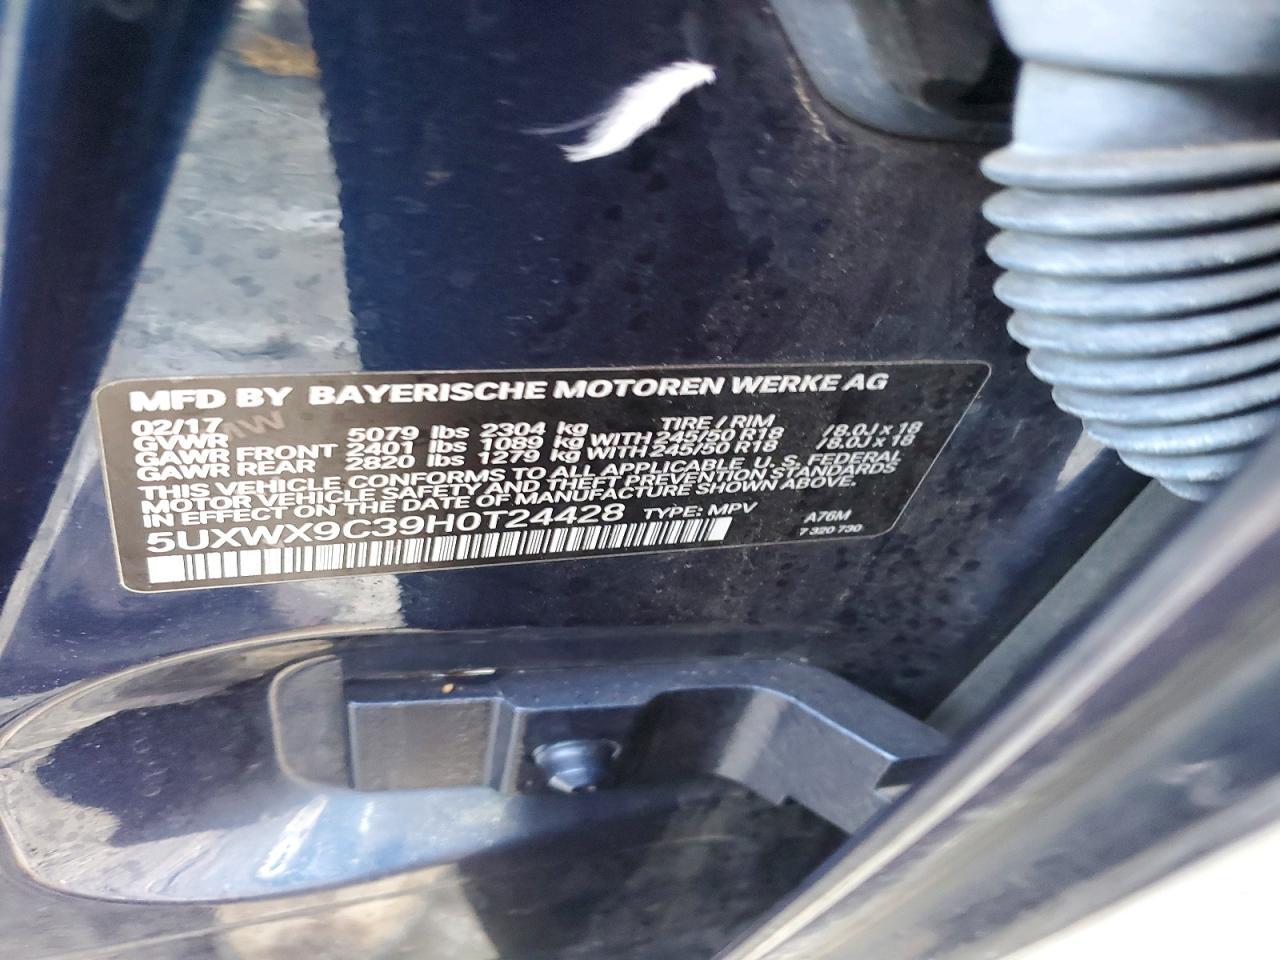 MFD BY BAYERISCHE MOTOREN WERKE AG
02/17 TIRE / RIM
GVWR 5079 lbs 2304 kg
GAWR FRONT 2401 lbs 1089 kg WITH 245/50 R18 /8.0J x 18
GAWR REAR 2820 lbs 1279 kg WITH 245/50 R18 /8.0J x 18
THIS VEHICLE CONFORMS TO ALL APPLICABLE U. S. FEDERAL
MOTOR VEHICLE SAFETY AND THEFT PREVENTION STANDARDS
IN EFFECT ON THE DATE OF MANUFACTURE SHOWN ABOVE.
5UXWX9C39H0T24428 TYPE: MPV A76M
7 320 730